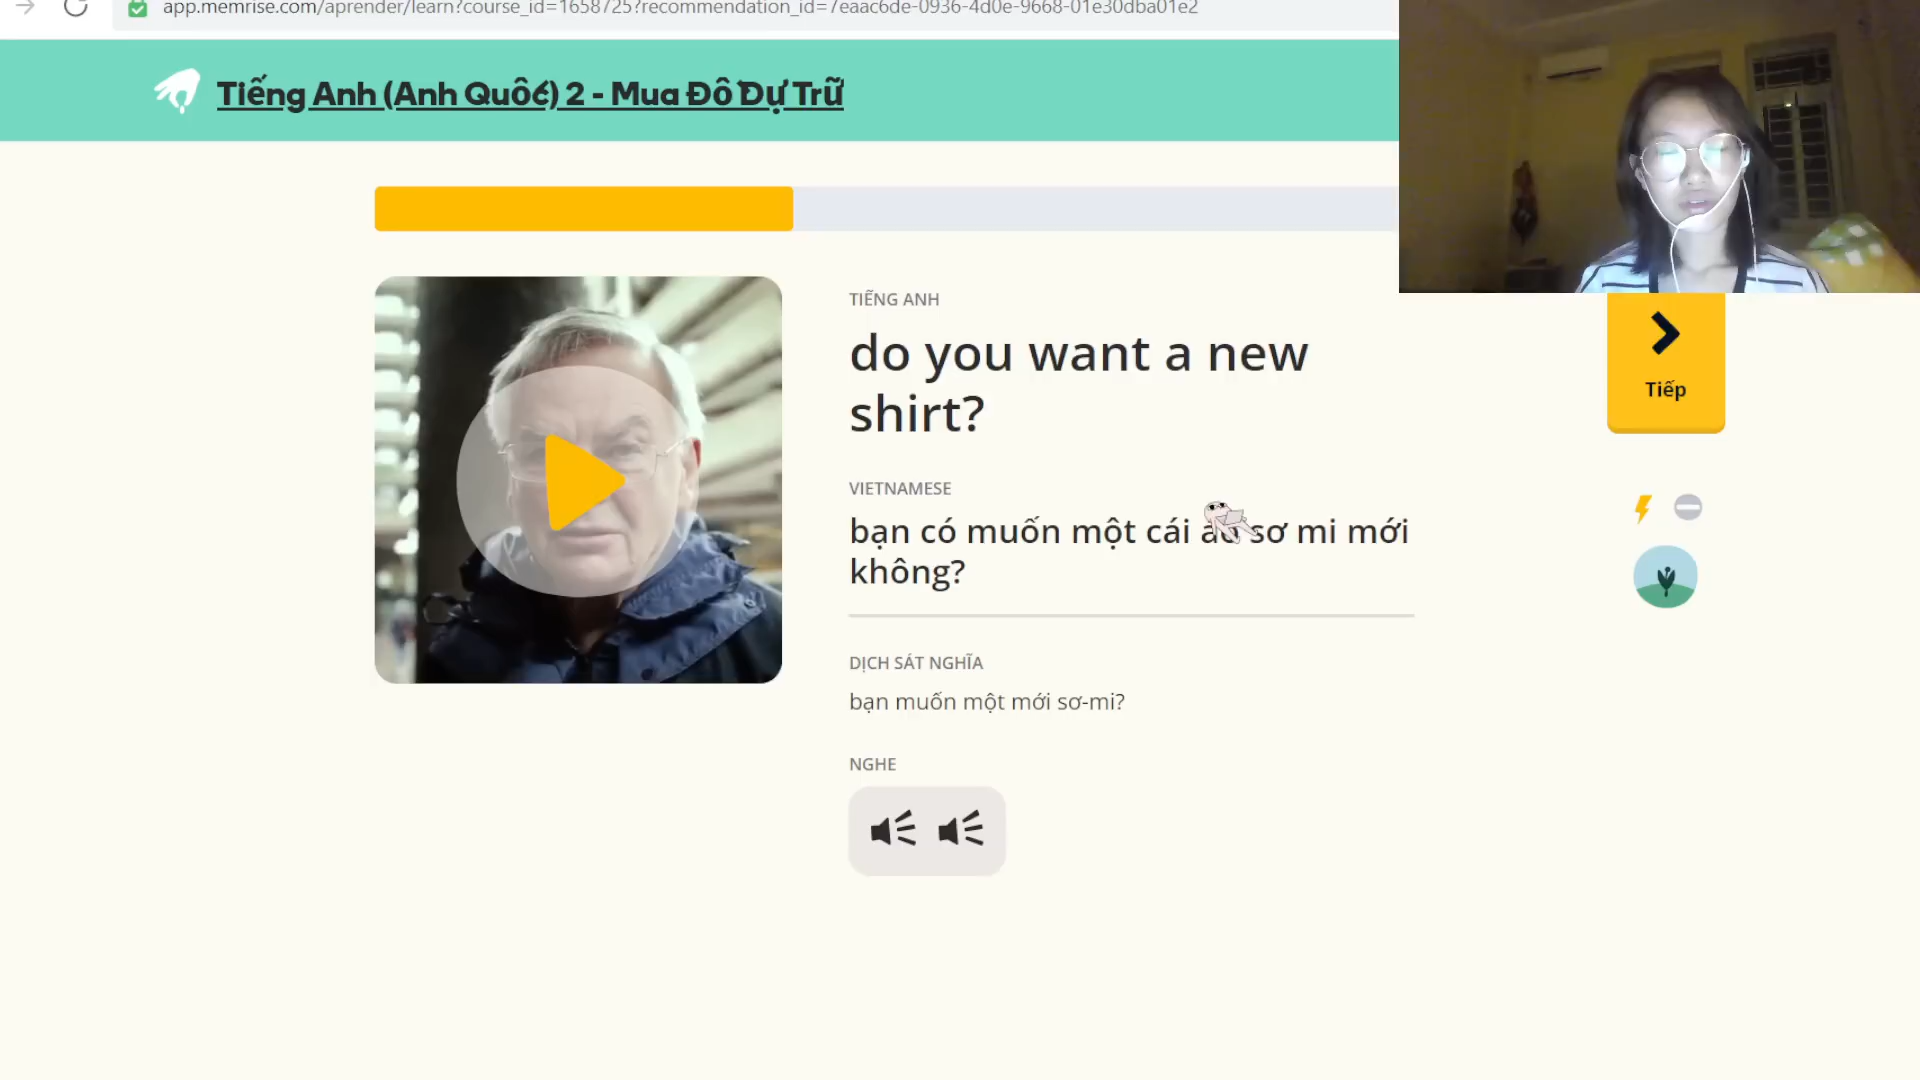 app.memrise.com/aprender/learn?course_id=1658725?recommendation_id=7eaac6de-0936-4d0e-9668-01e30dba01e2
Tiếng Anh (Anh Quốc) 2 - Mua Đồ Dự Trữ
TIẾNG ANH
do you want a new
shirt?
Tiếp
VIETNAMESE
bạn có muốn một cái áo sơ mi mới
không?
DỊCH SÁT NGHĨA
bạn muốn một mới sơ-mi?
NGHE